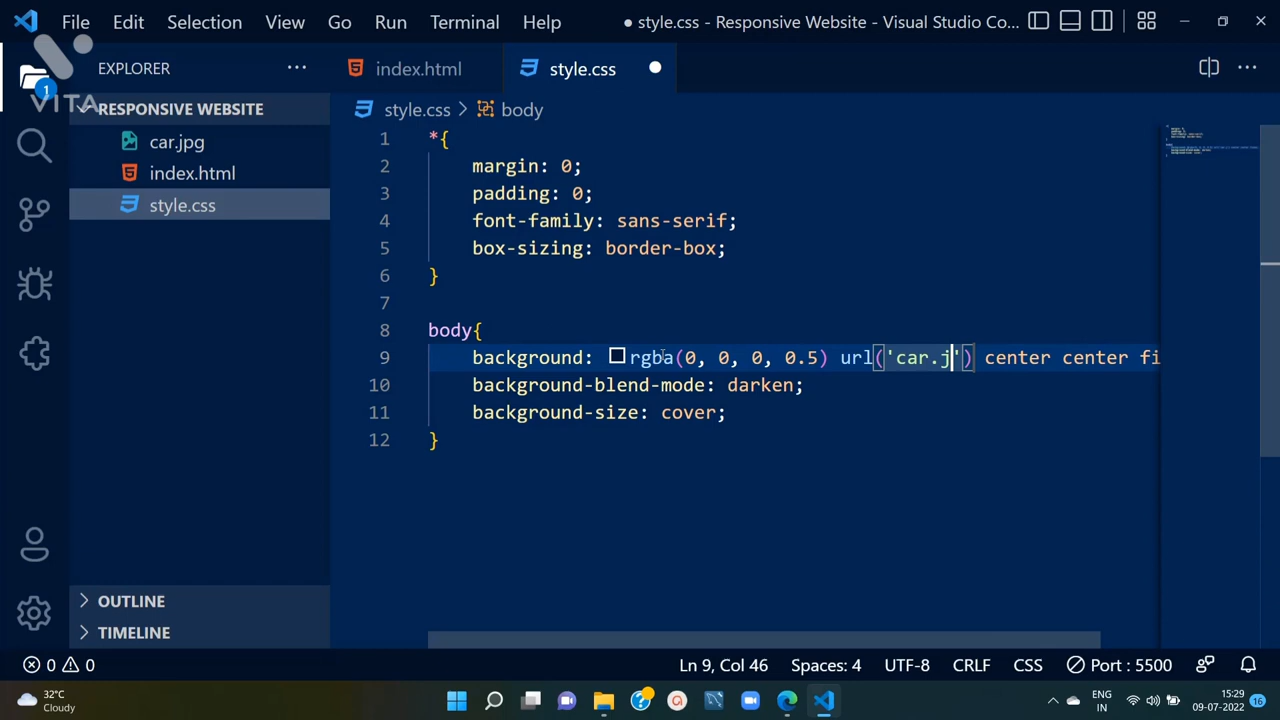 File Edit Selection View Go Run Terminal Help ● style.css - Responsive Website - Visual Studio Co...
EXPLORER
index.html
style.css
VITA
RESPONSIVE WEBSITE
style.css > body
car.jpg
index.html
style.css
1 *{
2 margin: 0;
3 padding: 0;
4 font-family: sans-serif;
5 box-sizing: border-box;
6 }
7
8 body{
9 background: rgba(0, 0, 0, 0.5) url('car.j') center center fi
10 background-blend-mode: darken;
11 background-size: cover;
12 }
1
OUTLINE
TIMELINE
0 0 Ln 9, Col 46 Spaces: 4 UTF-8 CRLF CSS Port : 5500
32°C
Cloudy
ENG
IN
15:29
09-07-2022
16